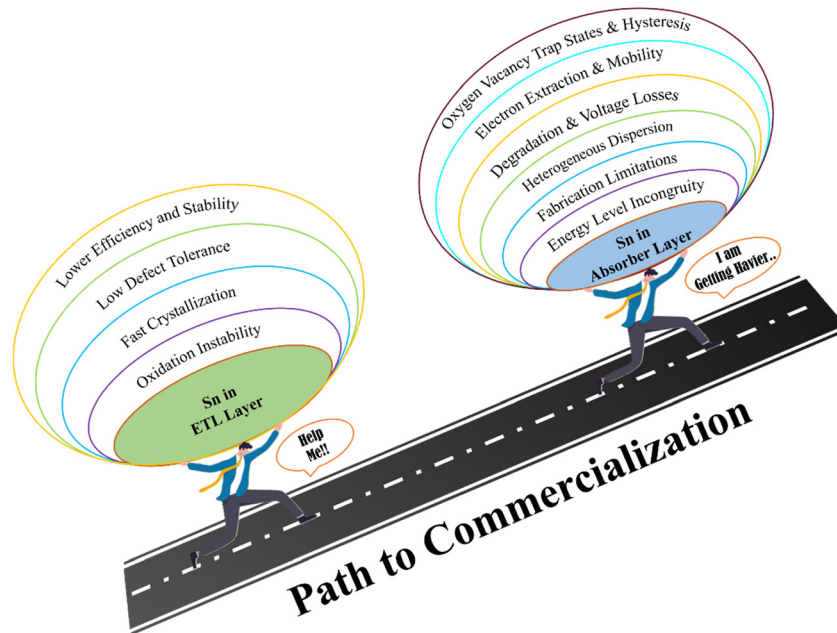 Lower Efficiency and Stability
Low Defect Tolerance
Fast Crystallization
Oxidation Instability
Sn in
ETL Layer
Help
Me!!
Oxygen Vacancy Trap States & Hysteresis
Electron Extraction & Mobility
Degradation & Voltage Losses
Heterogeneous Dispersion
Fabrication Limitations
Energy Level Incongruity
Sn in
Absorber Layer
I am
Getting Havier..
Path to Commercialization